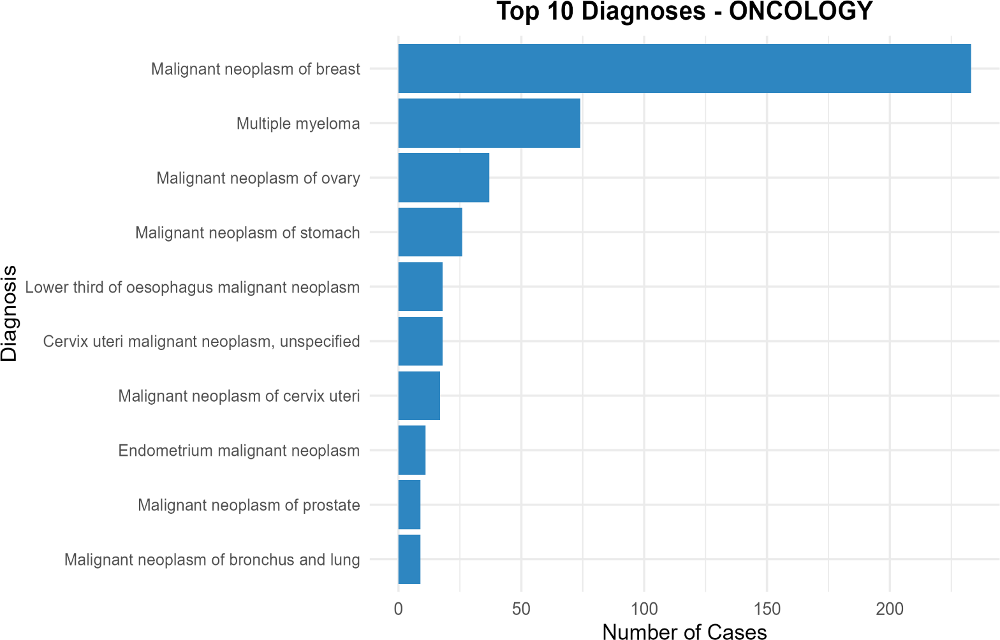 Top 10 Diagnoses - ONCOLOGY
Malignant neoplasm of breast
Multiple myeloma
Malignant neoplasm of ovary
Malignant neoplasm of stomach
Lower third of oesophagus malignant neoplasm
Cervix uteri malignant neoplasm, unspecified
Malignant neoplasm of cervix uteri
Endometrium malignant neoplasm
Malignant neoplasm of prostate
Malignant neoplasm of bronchus and lung
Diagnosis
0 50 100 150 200
Number of Cases